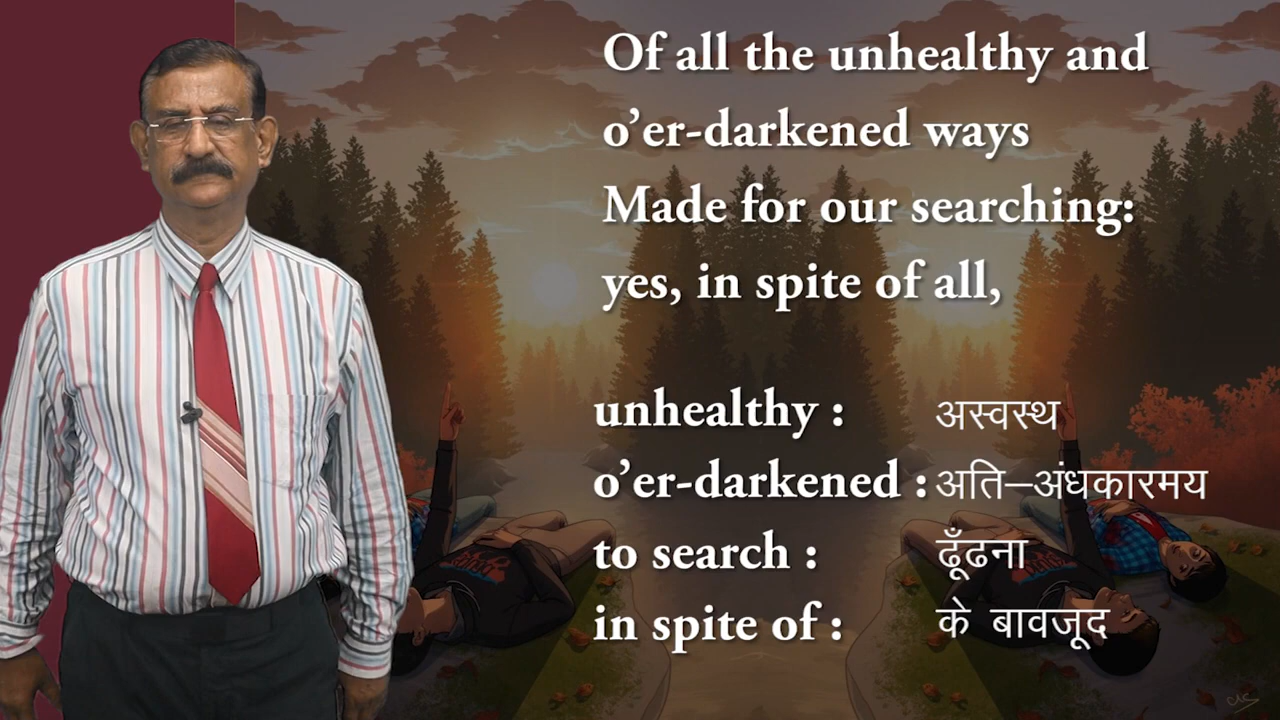 Of all the unhealthy and
o’er-darkened ways
Made for our searching:
yes, in spite of all,
unhealthy : अस्वस्थ
o’er-darkened : अति–अंधकारमय
to search : ढूँढना
in spite of : के बावजूद